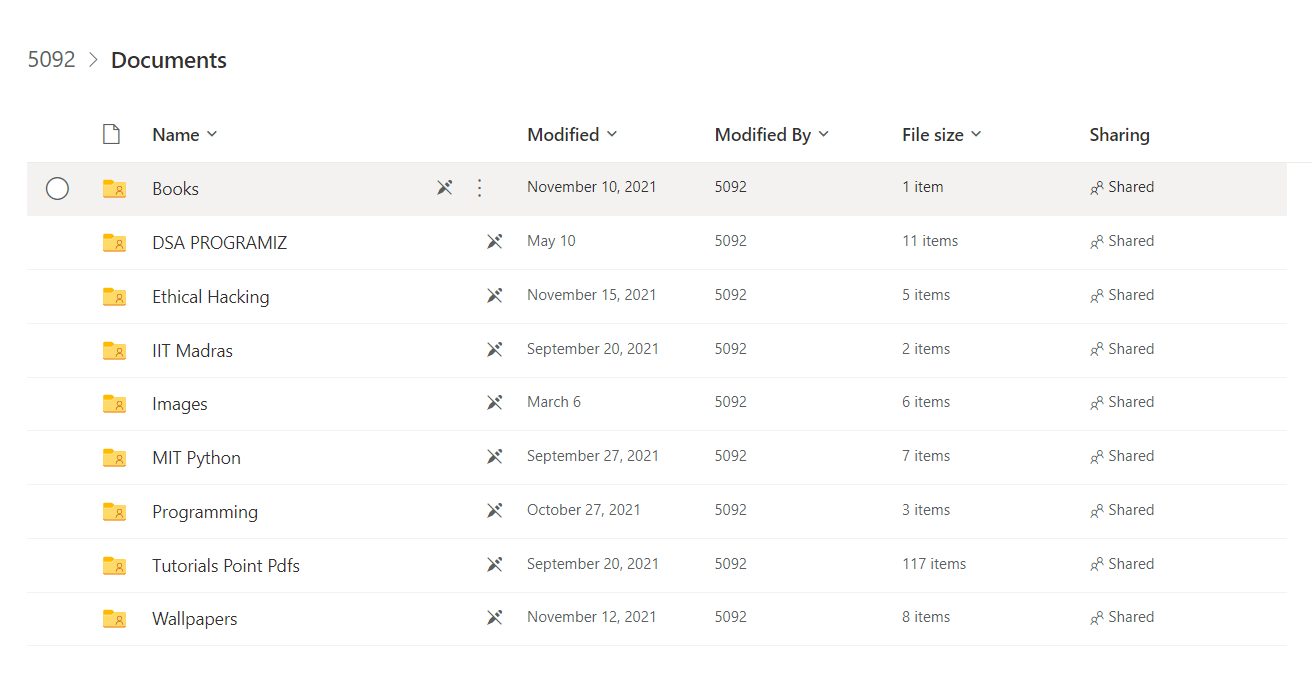 5092 > Documents
Name Modified Modified By File size Sharing
Books November 10, 2021 5092 1 item Shared
DSA PROGRAMIZ May 10 5092 11 items Shared
Ethical Hacking November 15, 2021 5092 5 items Shared
IIT Madras September 20, 2021 5092 2 items Shared
Images March 6 5092 6 items Shared
MIT Python September 27, 2021 5092 7 items Shared
Programming October 27, 2021 5092 3 items Shared
Tutorials Point Pdfs September 20, 2021 5092 117 items Shared
Wallpapers November 12, 2021 5092 8 items Shared